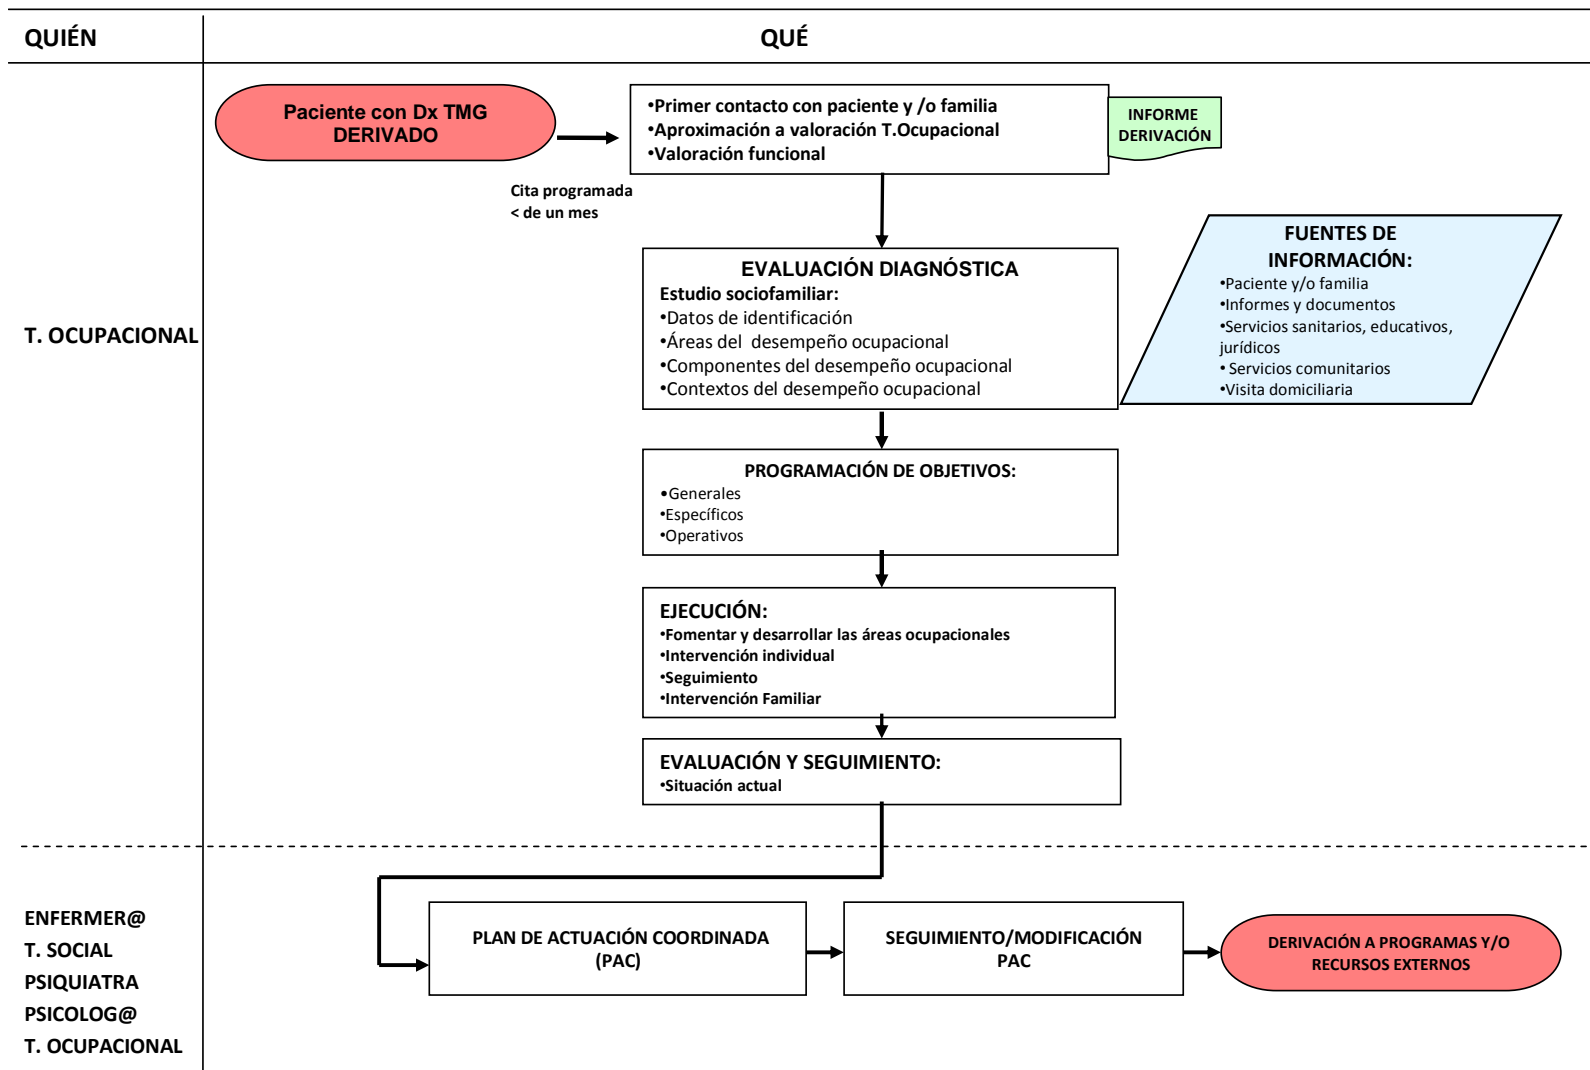 QUIÉN
QUÉ
Paciente con Dx TMG
DERIVADO
Cita programada
< de un mes
•Primer contacto con paciente y /o familia
•Aproximación a valoración T.Ocupacional
•Valoración funcional
INFORME
DERIVACIÓN
T. OCUPACIONAL
EVALUACIÓN DIAGNÓSTICA
Estudio sociofamiliar:
•Datos de identificación
•Áreas del desempeño ocupacional
•Componentes del desempeño ocupacional
•Contextos del desempeño ocupacional
FUENTES DE
INFORMACIÓN:
•Paciente y/o familia
•Informes y documentos
•Servicios sanitarios, educativos,
jurídicos
• Servicios comunitarios
•Visita domiciliaria
PROGRAMACIÓN DE OBJETIVOS:
•Generales
•Específicos
•Operativos
EJECUCIÓN:
•Fomentar y desarrollar las áreas ocupacionales
•Intervención individual
•Seguimiento
•Intervención Familiar
EVALUACIÓN Y SEGUIMIENTO:
•Situación actual
ENFERMER@
T. SOCIAL
PSIQUIATRA
PSICOLOG@
T. OCUPACIONAL
PLAN DE ACTUACIÓN COORDINADA
(PAC)
SEGUIMIENTO/MODIFICACIÓN
PAC
DERIVACIÓN A PROGRAMAS Y/O
RECURSOS EXTERNOS